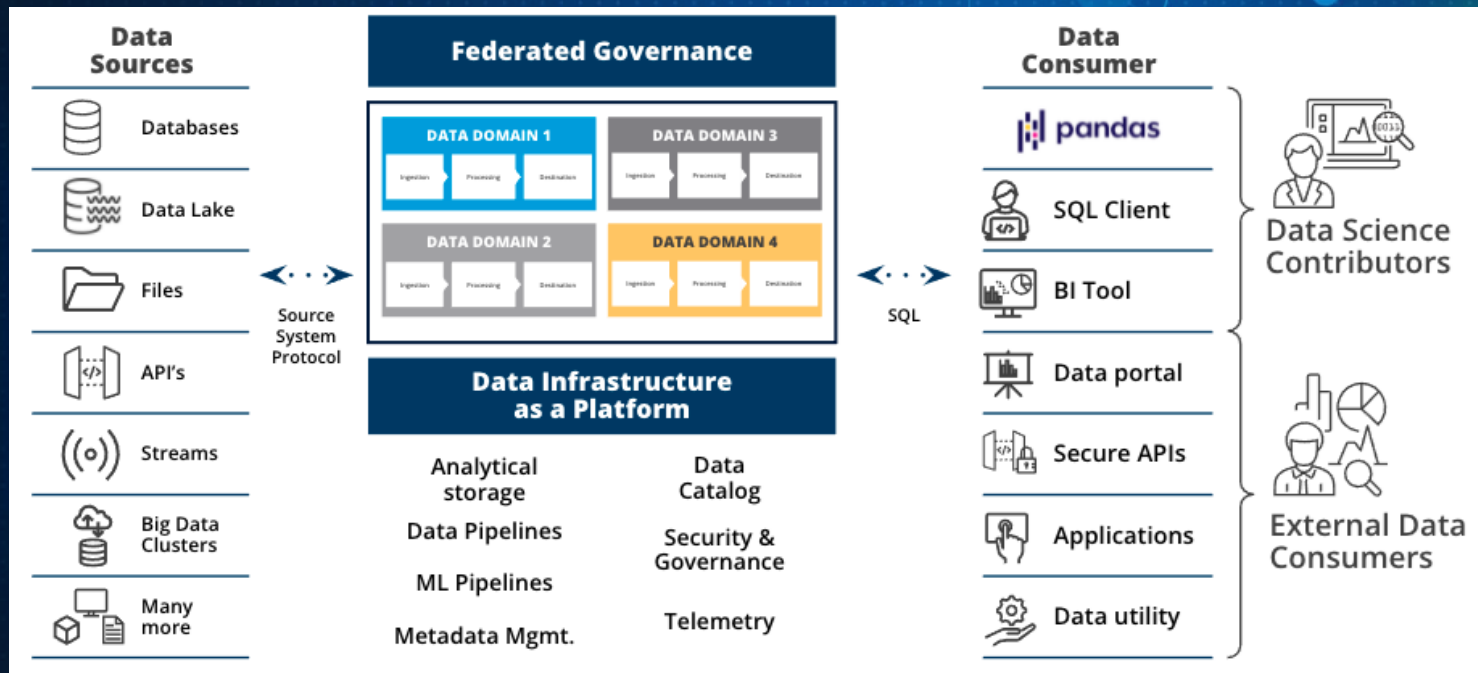 Data
Sources
Databases
Data Lake
Files
</>
API's
Streams
Big Data
Clusters
Many
more
Source
System
Protocol
Federated Governance
DATA DOMAIN 1
Ingestion
Processing
Destination
DATA DOMAIN 3
Ingestion
Processing
Destination
DATA DOMAIN 2
Ingestion
Processing
Destination
DATA DOMAIN 4
Ingestion
Processing
Destination
Data Infrastructure
as a Platform
Analytical
storage
Data Pipelines
ML Pipelines
Metadata Mgmt.
Data
Catalog
Security &
Governance
Telemetry
SQL
Data
Consumer
pandas
</>
SQL Client
BI Tool
Data portal
</>
Secure APIs
Applications
Data utility
0011
Data Science
Contributors
External Data
Consumers